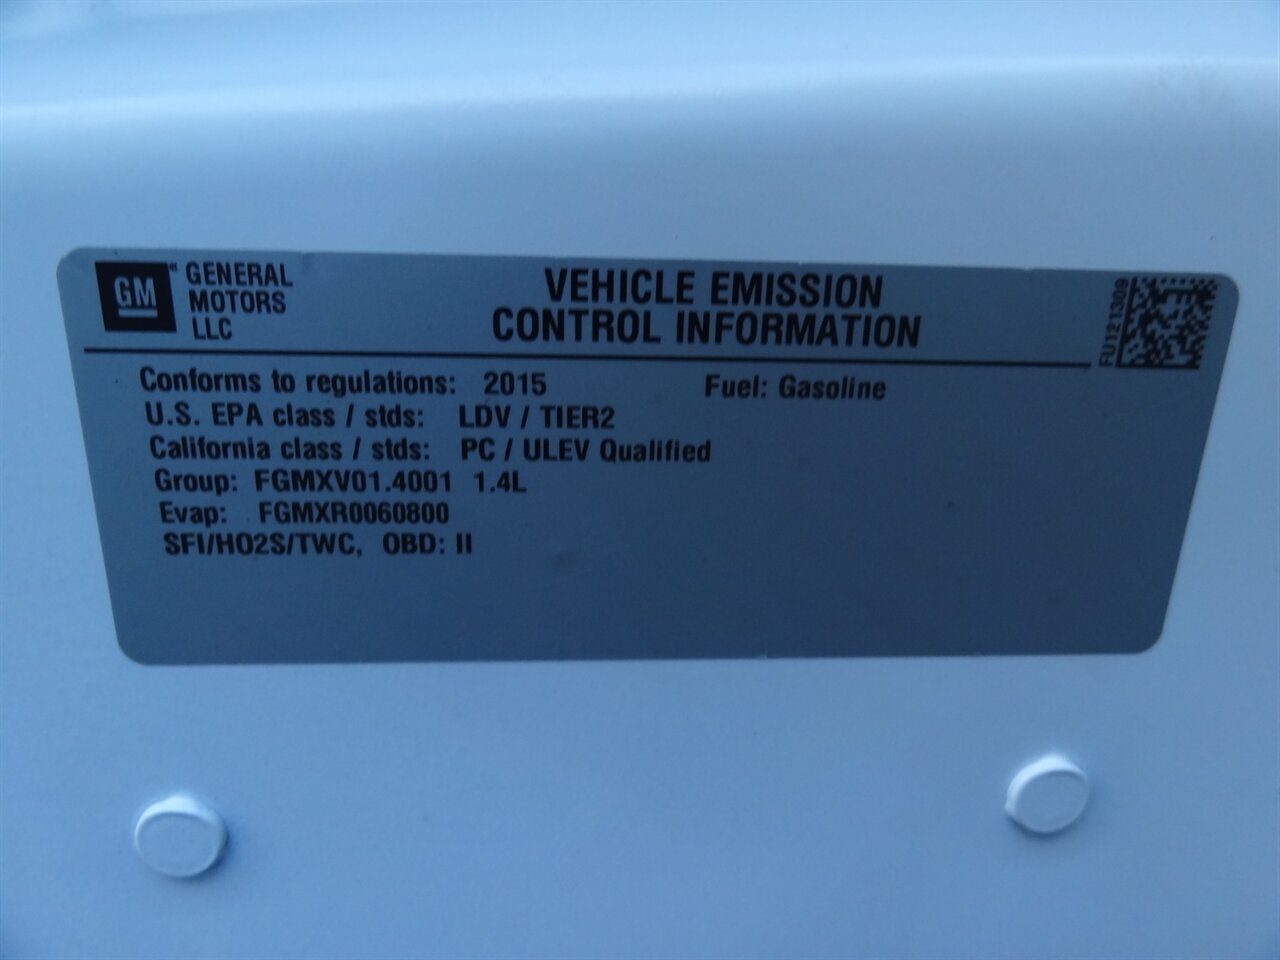 GM
GENERAL
MOTORS
LLC
VEHICLE EMISSION
CONTROL INFORMATION
FU121309
Conforms to regulations: 2015 Fuel: Gasoline
U.S. EPA class / stds: LDV / TIER2
California class / stds: PC / ULEV Qualified
Group: FGMXV01.4001 1.4L
Evap: FGMXR0060800
SFI/HO2S/TWC, OBD: II